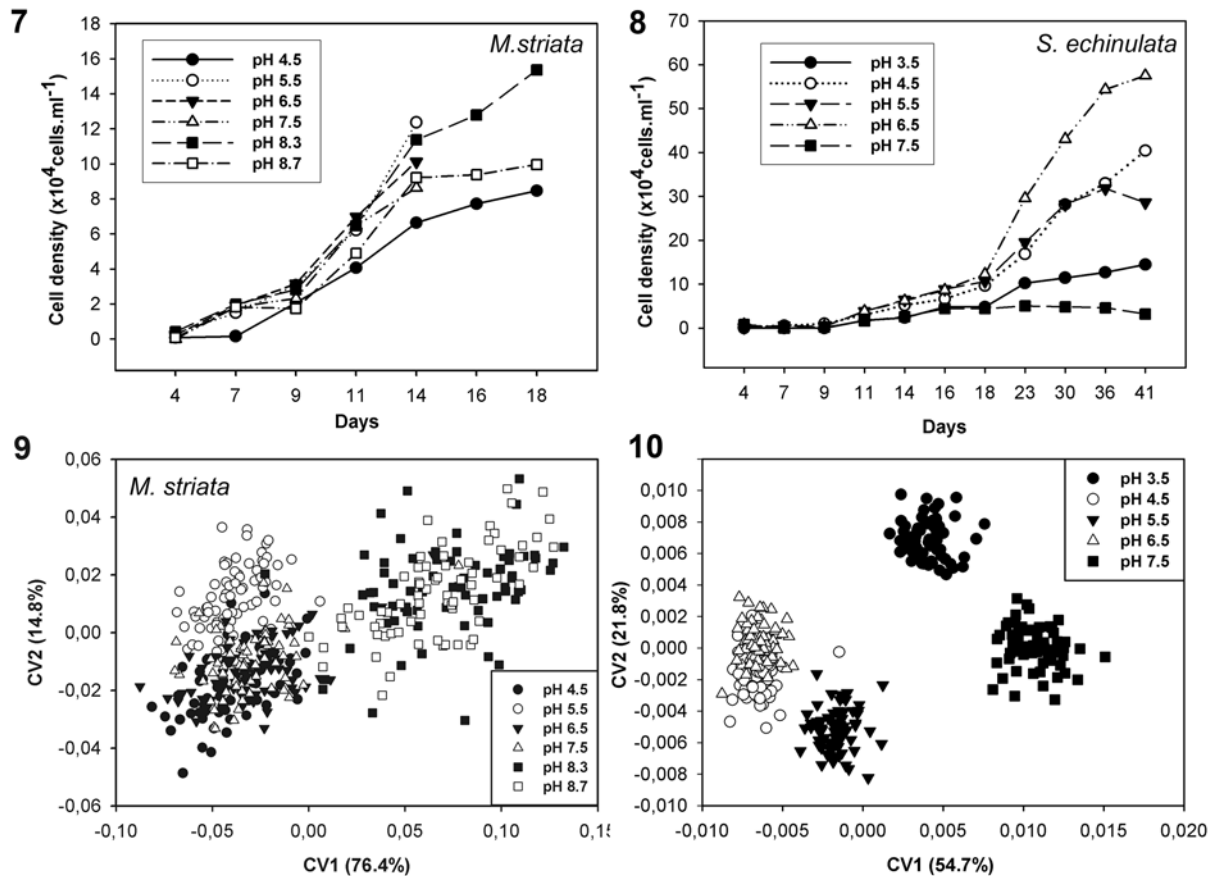 7
M.striata
pH 4.5
pH 5.5
pH 6.5
pH 7.5
pH 8.3
pH 8.7
Cell density (x10⁴cells.ml⁻¹)
18
16
14
12
10
8
6
4
2
0
4 7 9 11 14 16 18
Days
8
S. echinulata
pH 3.5
pH 4.5
pH 5.5
pH 6.5
pH 7.5
Cell density (x10⁴cells.ml⁻¹)
70
60
50
40
30
20
10
0
4 7 9 11 14 16 18 23 30 36 41
Days
9
M. striata
CV2 (14.8%)
0,06
0,04
0,02
0,00
-0,02
-0,04
-0,06
pH 4.5
pH 5.5
pH 6.5
pH 7.5
pH 8.3
pH 8.7
-0,10 -0,05 0,00 0,05 0,10
CV1 (76.4%)
10
CV2 (21.8%)
0,010
0,008
0,006
0,004
0,002
0,000
-0,002
-0,004
-0,006
-0,008
-0,010
pH 3.5
pH 4.5
pH 5.5
pH 6.5
pH 7.5
-0,010 -0,005 0,000 0,005 0,010 0,015 0,020
CV1 (54.7%)